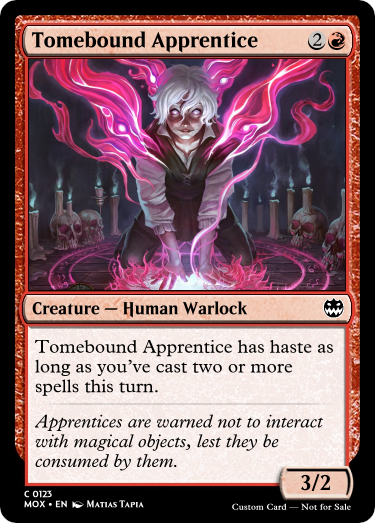 Tomebound Apprentice 2
Creature — Human Warlock
Tomebound Apprentice has haste as
long as you've cast two or more
spells this turn.
Apprentices are warned not to interact
with magical objects, lest they be
consumed by them.
3/2
C 0123
MOX • EN Matias Tapia
Custom Card — Not for Sale